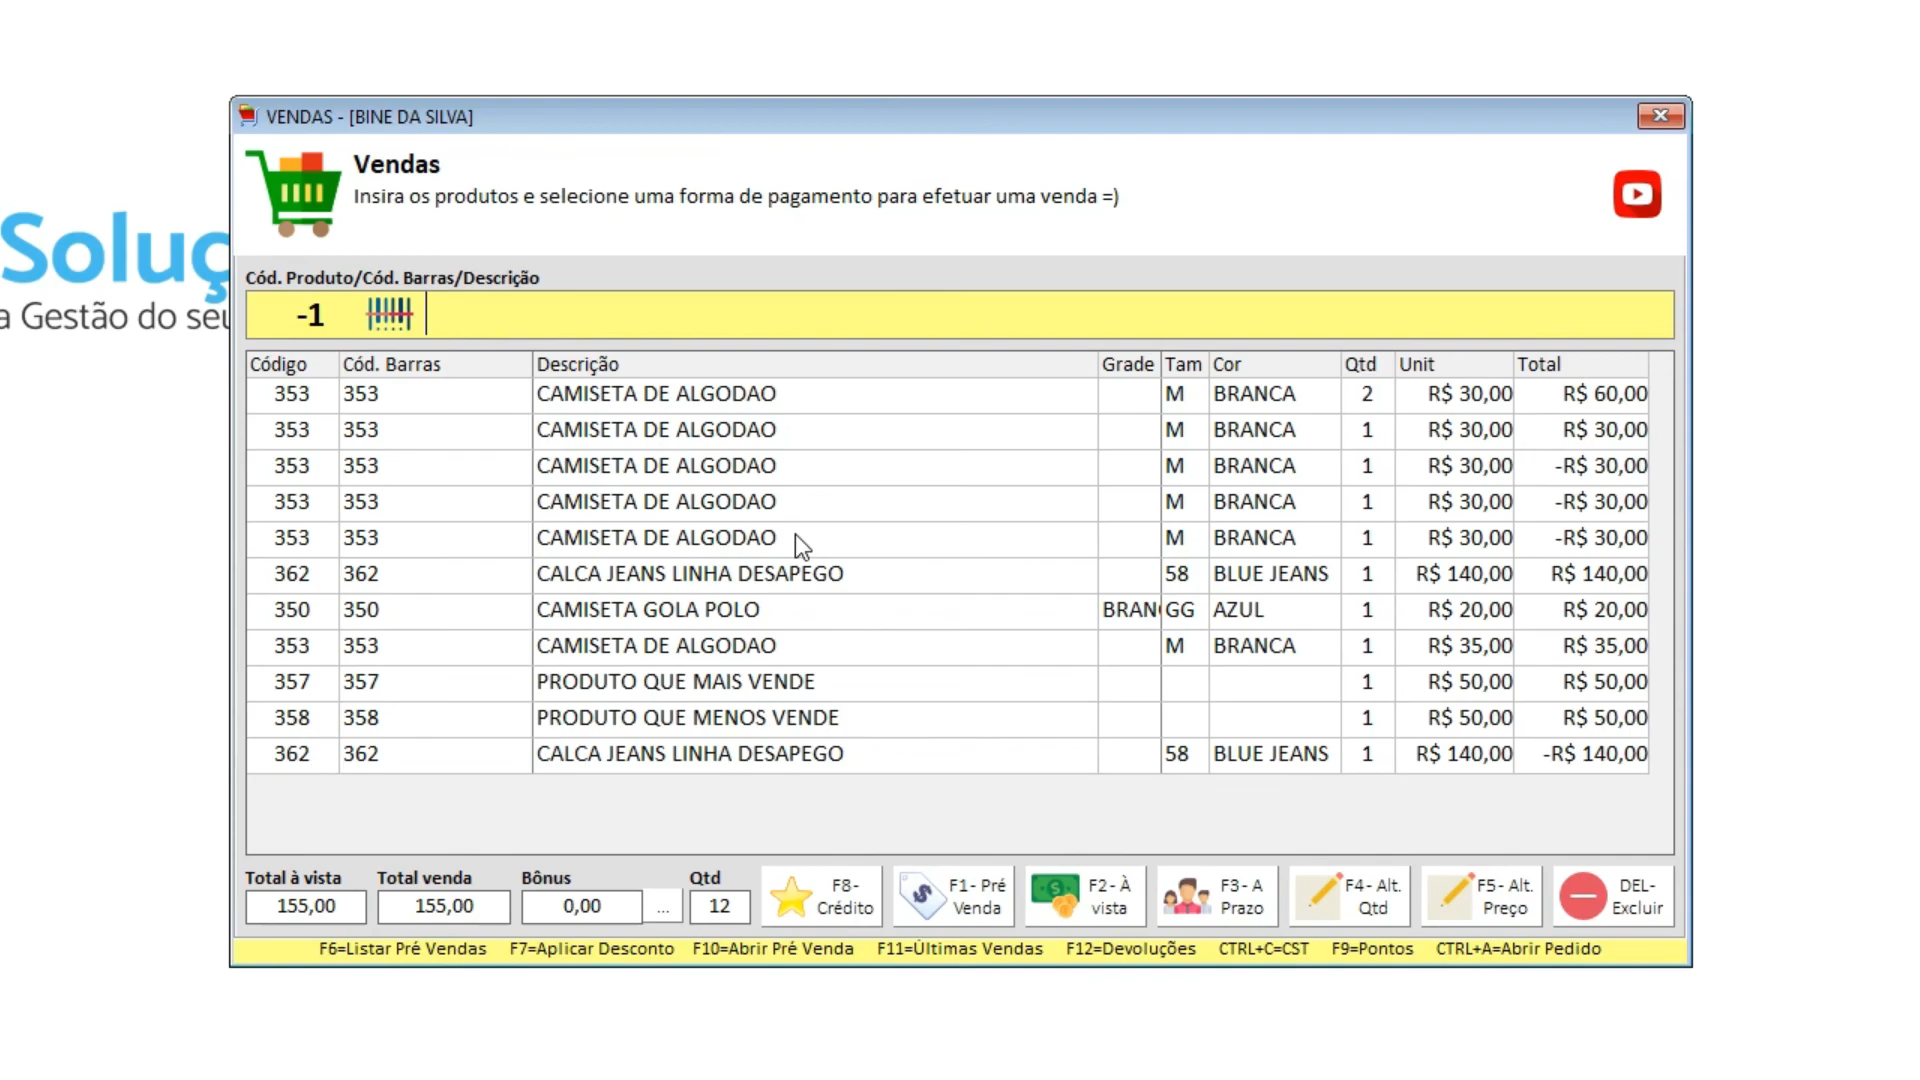 VENDAS - [BINE DA SILVA]
Vendas
Insira os produtos e selecione uma forma de pagamento para efetuar uma venda =)
Soluç
a Gestão do seu
Cód. Produto/Cód. Barras/Descrição
-1
Código Cód. Barras Descrição Grade Tam Cor Qtd Unit Total
353 353 CAMISETA DE ALGODAO M BRANCA 2 R$ 30,00 R$ 60,00
353 353 CAMISETA DE ALGODAO M BRANCA 1 R$ 30,00 R$ 30,00
353 353 CAMISETA DE ALGODAO M BRANCA 1 R$ 30,00 -R$ 30,00
353 353 CAMISETA DE ALGODAO M BRANCA 1 R$ 30,00 -R$ 30,00
353 353 CAMISETA DE ALGODAO M BRANCA 1 R$ 30,00 -R$ 30,00
362 362 CALCA JEANS LINHA DESAPEGO 58 BLUE JEANS 1 R$ 140,00 R$ 140,00
350 350 CAMISETA GOLA POLO BRAN GG AZUL 1 R$ 20,00 R$ 20,00
353 353 CAMISETA DE ALGODAO M BRANCA 1 R$ 35,00 R$ 35,00
357 357 PRODUTO QUE MAIS VENDE 1 R$ 50,00 R$ 50,00
358 358 PRODUTO QUE MENOS VENDE 1 R$ 50,00 R$ 50,00
362 362 CALCA JEANS LINHA DESAPEGO 58 BLUE JEANS 1 R$ 140,00 -R$ 140,00
Total à vista Total venda Bônus Qtd
155,00 155,00 0,00 ... 12
F8-
Crédito
F1- Pré
Venda
F2- À
vista
F3- A
Prazo
F4- Alt.
Qtd
F5- Alt.
Preço
DEL-
Excluir
F6=Listar Pré Vendas F7=Aplicar Desconto F10=Abrir Pré Venda F11=Últimas Vendas F12=Devoluções CTRL+C=CST F9=Pontos CTRL+A=Abrir Pedido